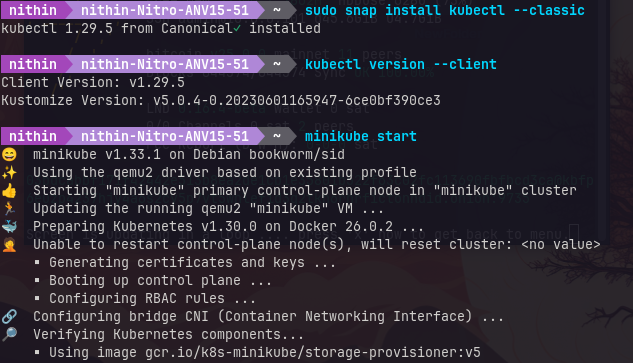 nithin nithin-Nitro-ANV15-51 ~ sudo snap install kubectl --classic
kubectl 1.29.5 from Canonical✓ installed
nithin nithin-Nitro-ANV15-51 ~ kubectl version --client
Client Version: v1.29.5
Kustomize Version: v5.0.4-0.20230601165947-6ce0bf390ce3
nithin nithin-Nitro-ANV15-51 ~ minikube start
😄 minikube v1.33.1 on Debian bookworm/sid
✨ Using the qemu2 driver based on existing profile
👍 Starting "minikube" primary control-plane node in "minikube" cluster
🏃 Updating the running qemu2 "minikube" VM ...
🐳 Preparing Kubernetes v1.30.0 on Docker 26.0.2 ...
🤦 Unable to restart control-plane node(s), will reset cluster: <no value>
▪ Generating certificates and keys ...
▪ Booting up control plane ...
▪ Configuring RBAC rules ...
🔗 Configuring bridge CNI (Container Networking Interface) ...
🔎 Verifying Kubernetes components...
▪ Using image gcr.io/k8s-minikube/storage-provisioner:v5